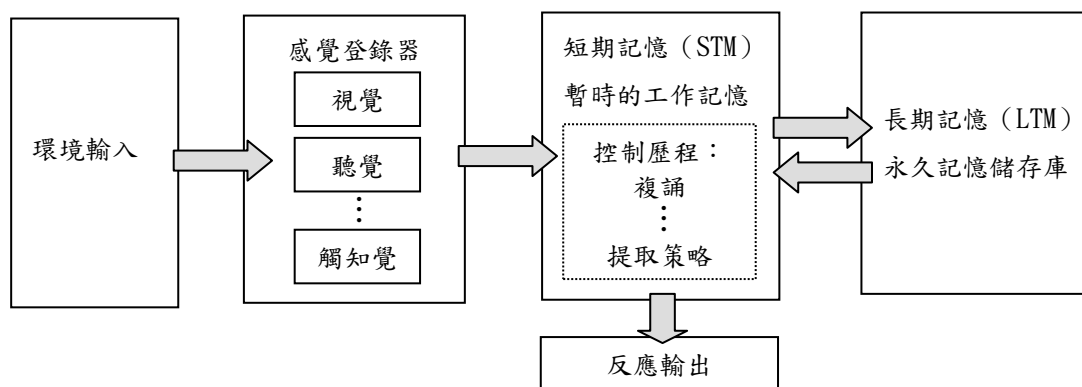 環境輸入
感覺登錄器
視覺
聽覺
⋮
觸知覺
短期記憶（STM）
暫時的工作記憶
控制歷程：
複誦
⋮
提取策略
長期記憶（LTM）
永久記憶儲存庫
反應輸出